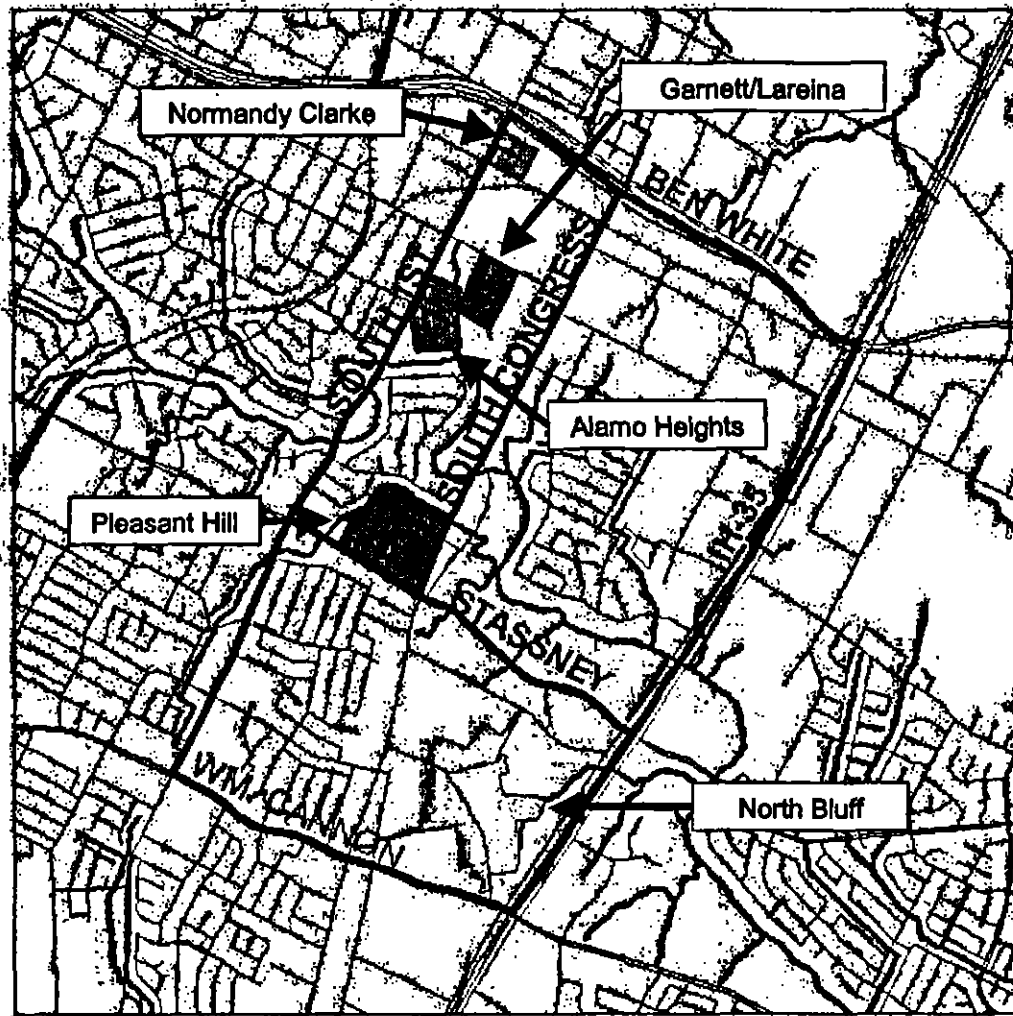 Garnett/Lareina
Normandy Clarke
BEN WHITE
SOUTH 1ST
SOUTH CONGRESS
Alamo Heights
Pleasant Hill
IH-35
STASSNEY
WM CANNON
North Bluff